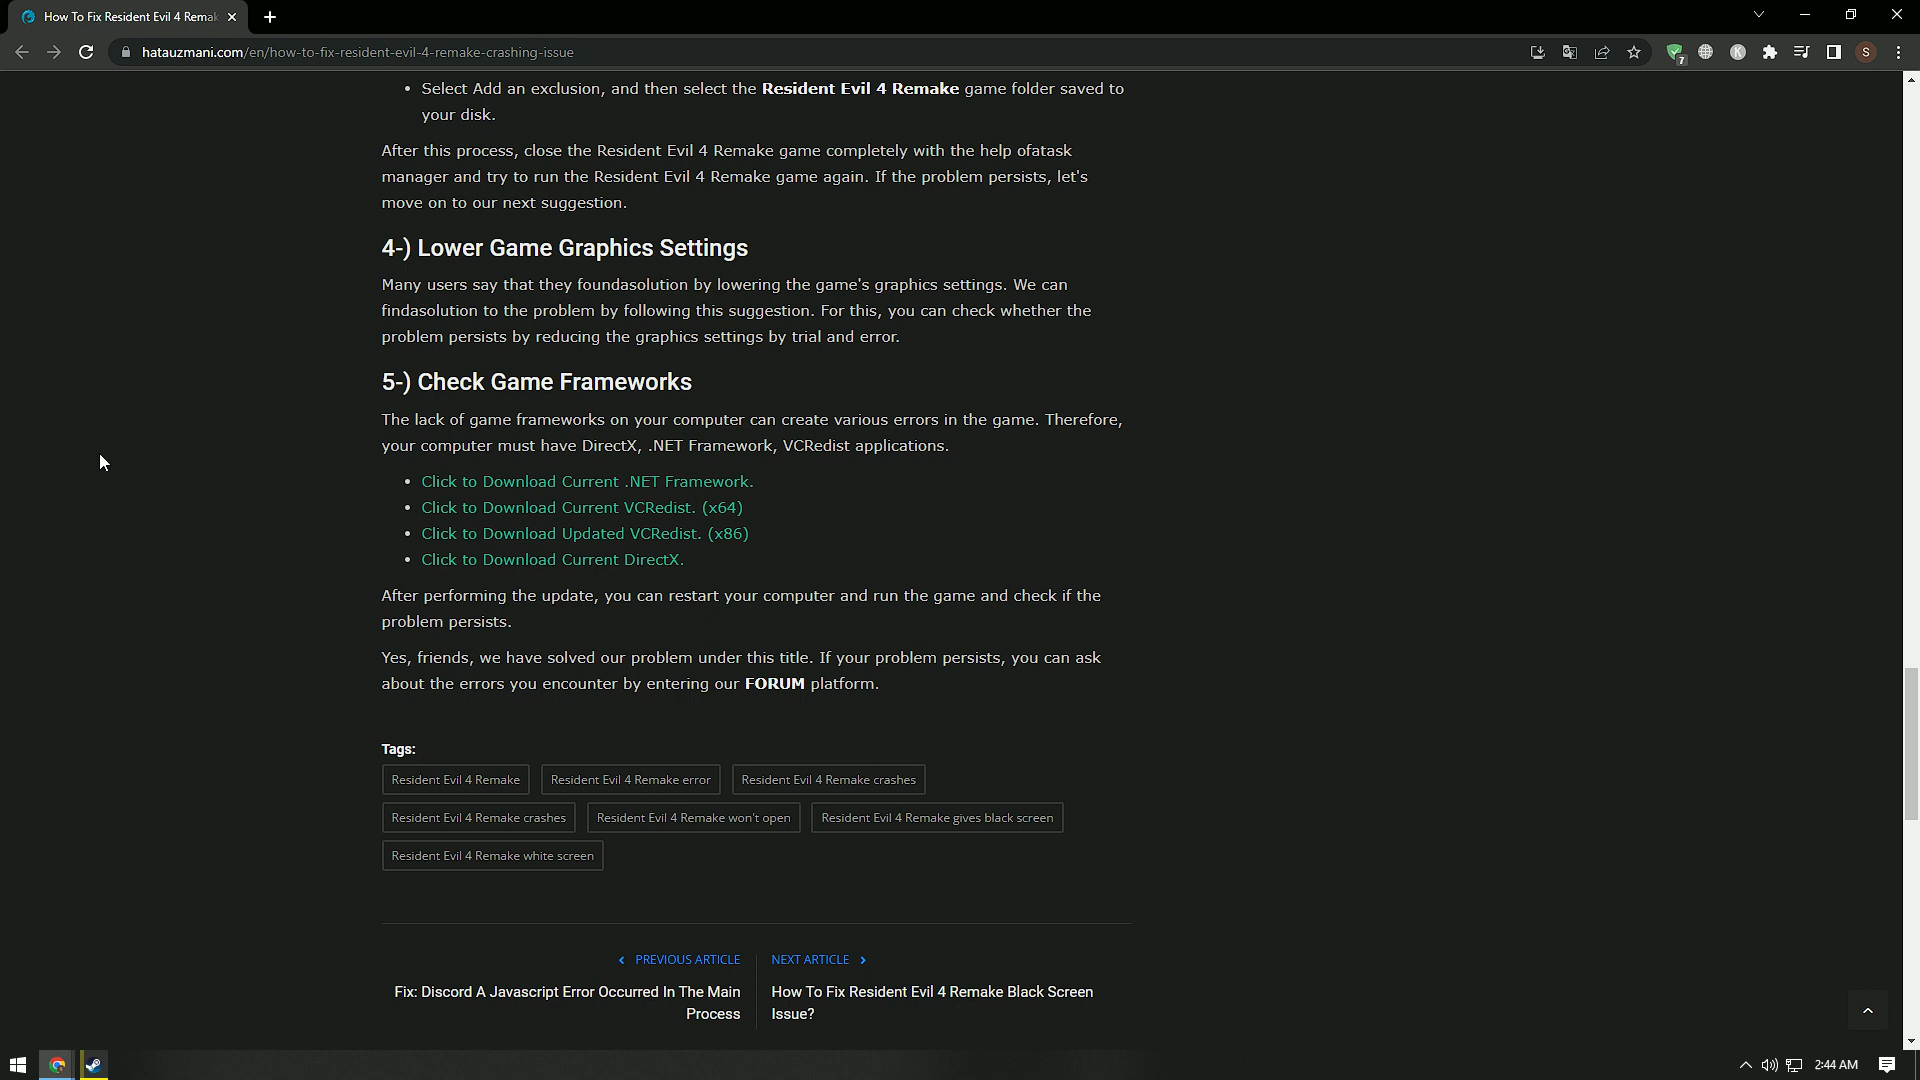 How To Fix Resident Evil 4 Remak
hatauzmani.com/en/how-to-fix-resident-evil-4-remake-crashing-issue
7
K
S
• Select Add an exclusion, and then select the Resident Evil 4 Remake game folder saved to
your disk.
After this process, close the Resident Evil 4 Remake game completely with the help ofatask
manager and try to run the Resident Evil 4 Remake game again. If the problem persists, let's
move on to our next suggestion.
4-) Lower Game Graphics Settings
Many users say that they foundasolution by lowering the game's graphics settings. We can
findasolution to the problem by following this suggestion. For this, you can check whether the
problem persists by reducing the graphics settings by trial and error.
5-) Check Game Frameworks
The lack of game frameworks on your computer can create various errors in the game. Therefore,
your computer must have DirectX, .NET Framework, VCRedist applications.
• Click to Download Current .NET Framework.
• Click to Download Current VCRedist. (x64)
• Click to Download Updated VCRedist. (x86)
• Click to Download Current DirectX.
After performing the update, you can restart your computer and run the game and check if the
problem persists.
Yes, friends, we have solved our problem under this title. If your problem persists, you can ask
about the errors you encounter by entering our FORUM platform.
Tags:
Resident Evil 4 Remake
Resident Evil 4 Remake error
Resident Evil 4 Remake crashes
Resident Evil 4 Remake crashes
Resident Evil 4 Remake won't open
Resident Evil 4 Remake gives black screen
Resident Evil 4 Remake white screen
PREVIOUS ARTICLE
Fix: Discord A Javascript Error Occurred In The Main
Process
NEXT ARTICLE
How To Fix Resident Evil 4 Remake Black Screen
Issue?
2:44 AM